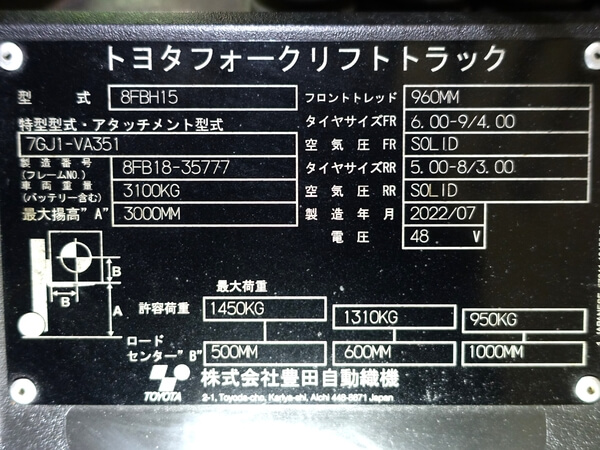 トヨタフォークリフトトラック
型式 8FBH15 フロントトレッド 960MM
特型型式・アタッチメント型式 タイヤサイズFR 6.00-9/4.00
7GJ1-VA351 空気圧 FR SOLID
製造番号
(フレームNO.) 8FB18-35777 タイヤサイズRR 5.00-8/3.00
車両重量
(バッテリー含む) 3100KG 空気圧 RR SOLID
最大揚高"A" 3000MM 製造年月 2022/07
電圧 48 V
B
B
A
最大荷重
許容荷重 1450KG 1310KG 950KG
ロード
センター"B" 500MM 600MM 1000MM
TOYOTA 株式会社豊田自動織機
2-1, Toyoda-cho, Kariya-shi, Aichi 448-8671 Japan